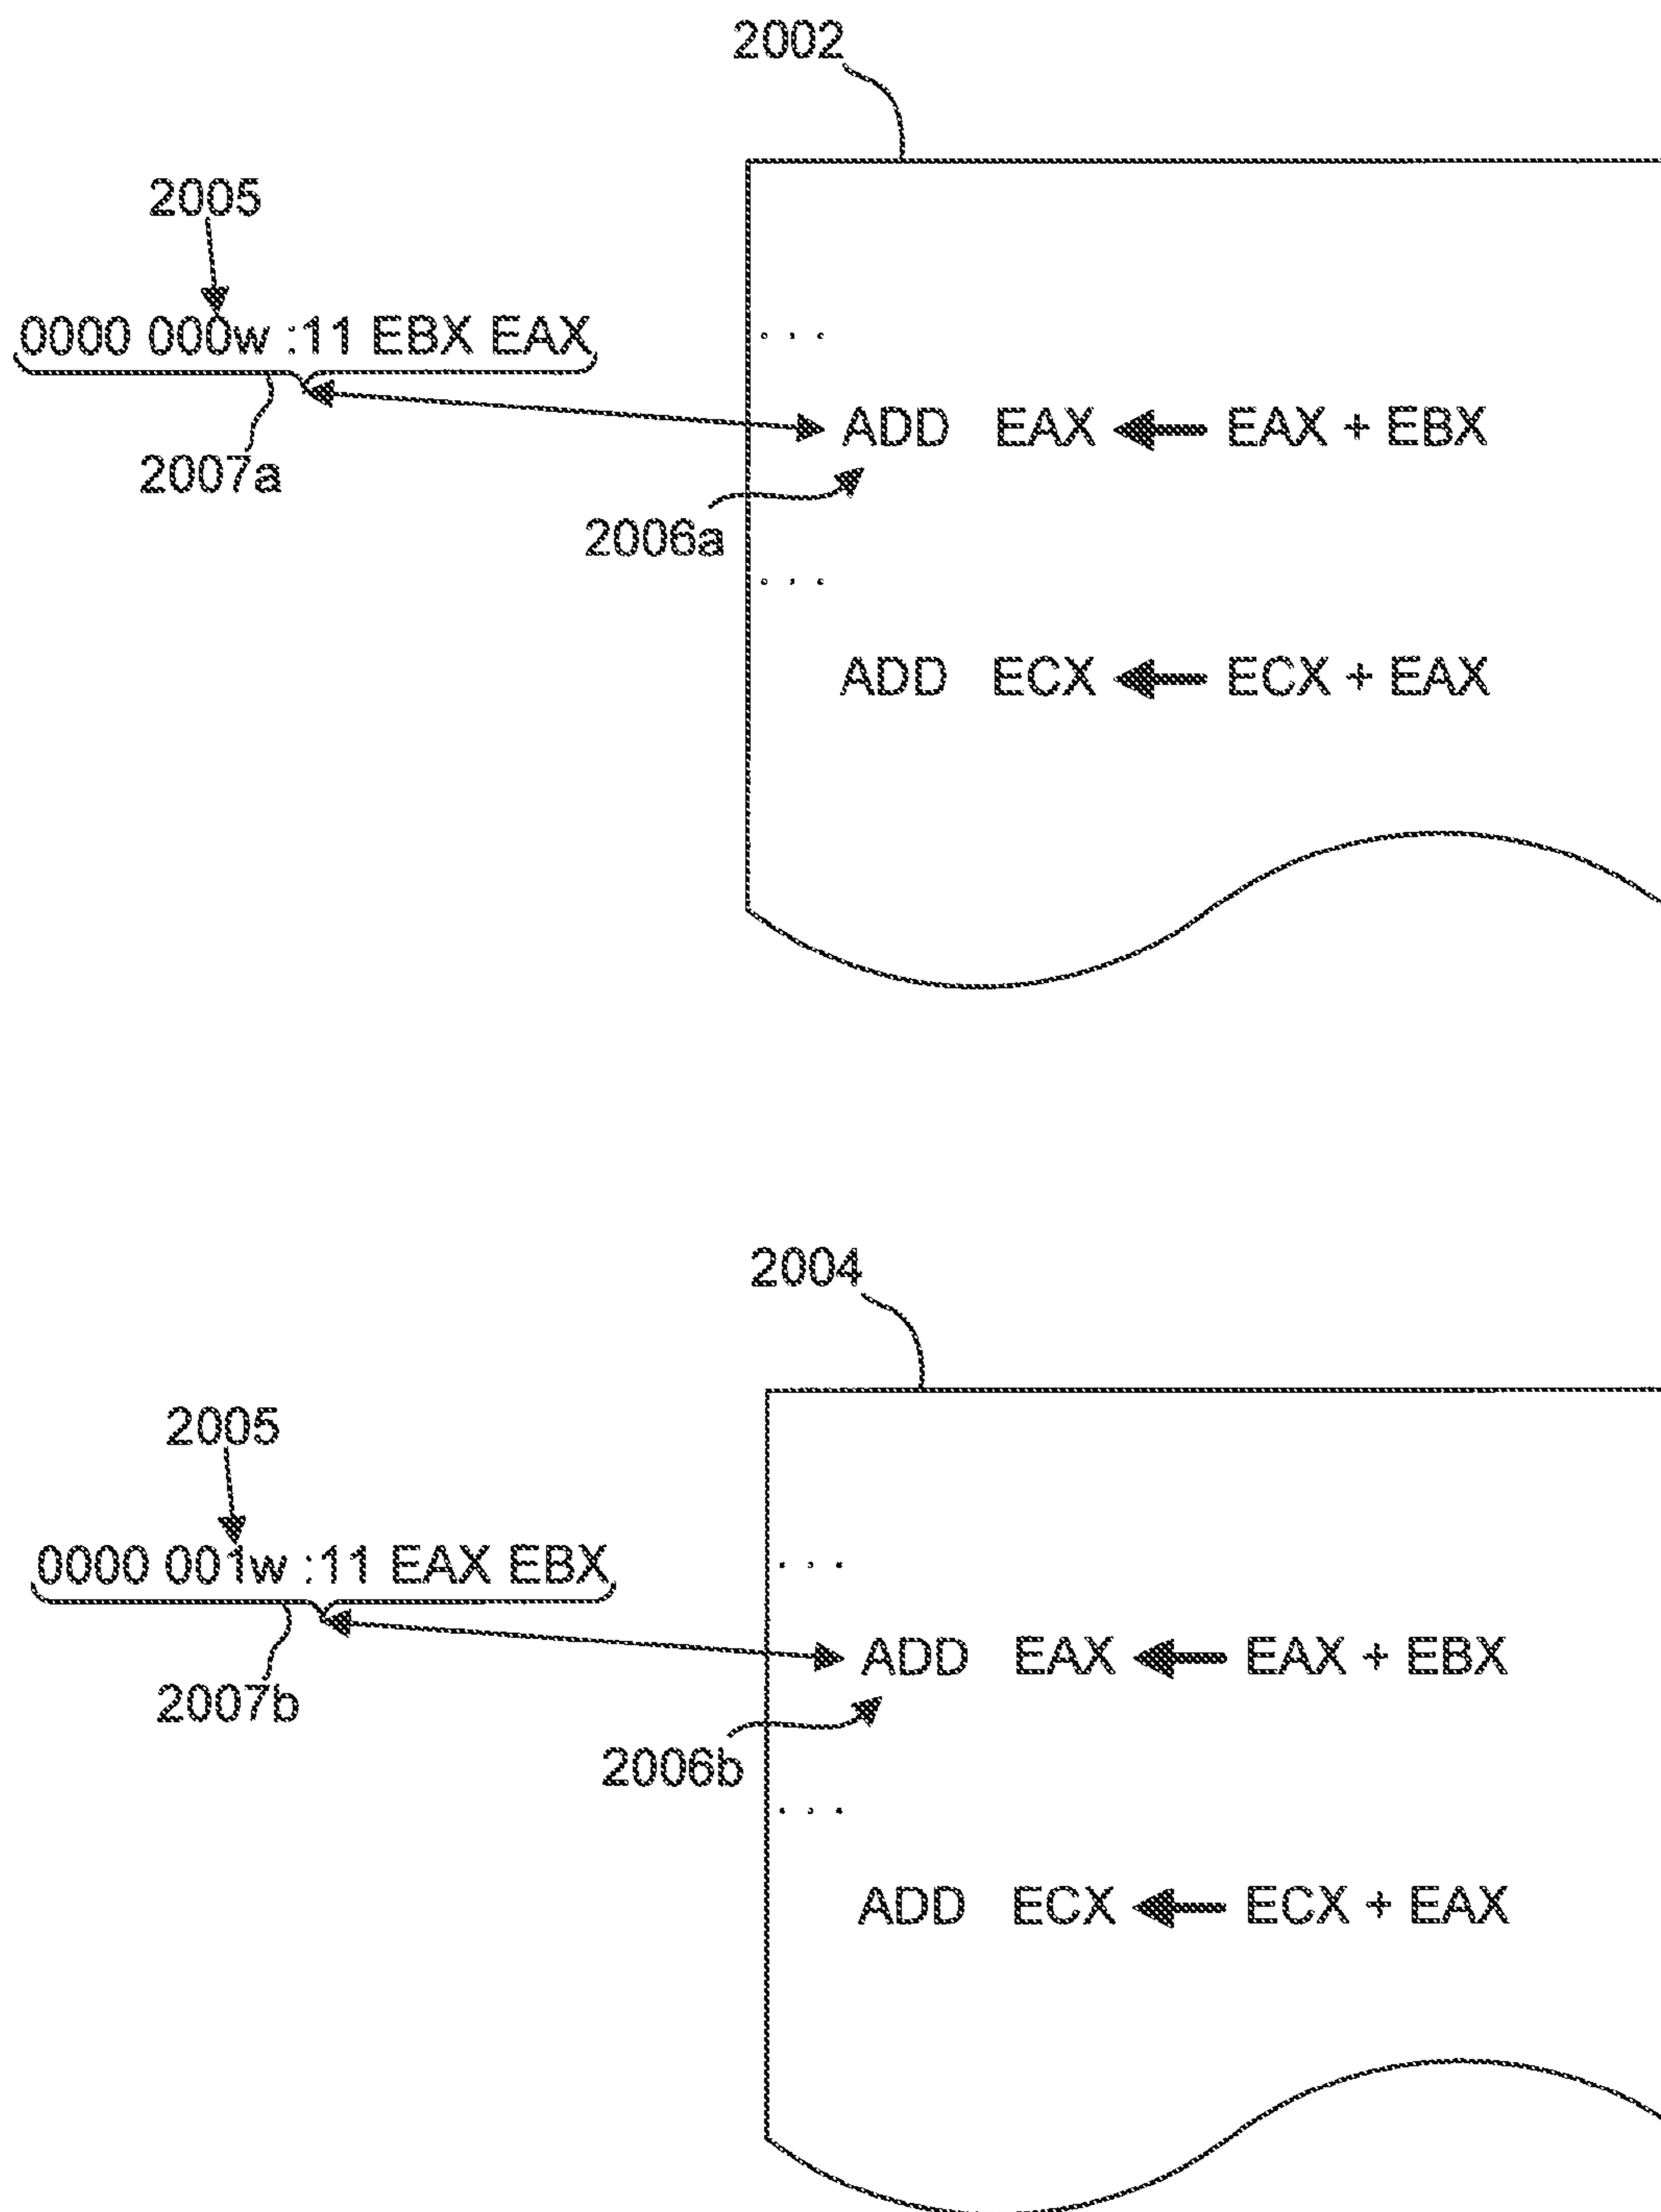 2002
2005
0000 000w :11 EBX EAX
. . .
ADD EAX ← EAX + EBX
2007a
2006a
. . .
ADD ECX ← ECX + EAX
2004
2005
0000 001w :11 EAX EBX
. . .
ADD EAX ← EAX + EBX
2007b
2006b
. . .
ADD ECX ← ECX + EAX